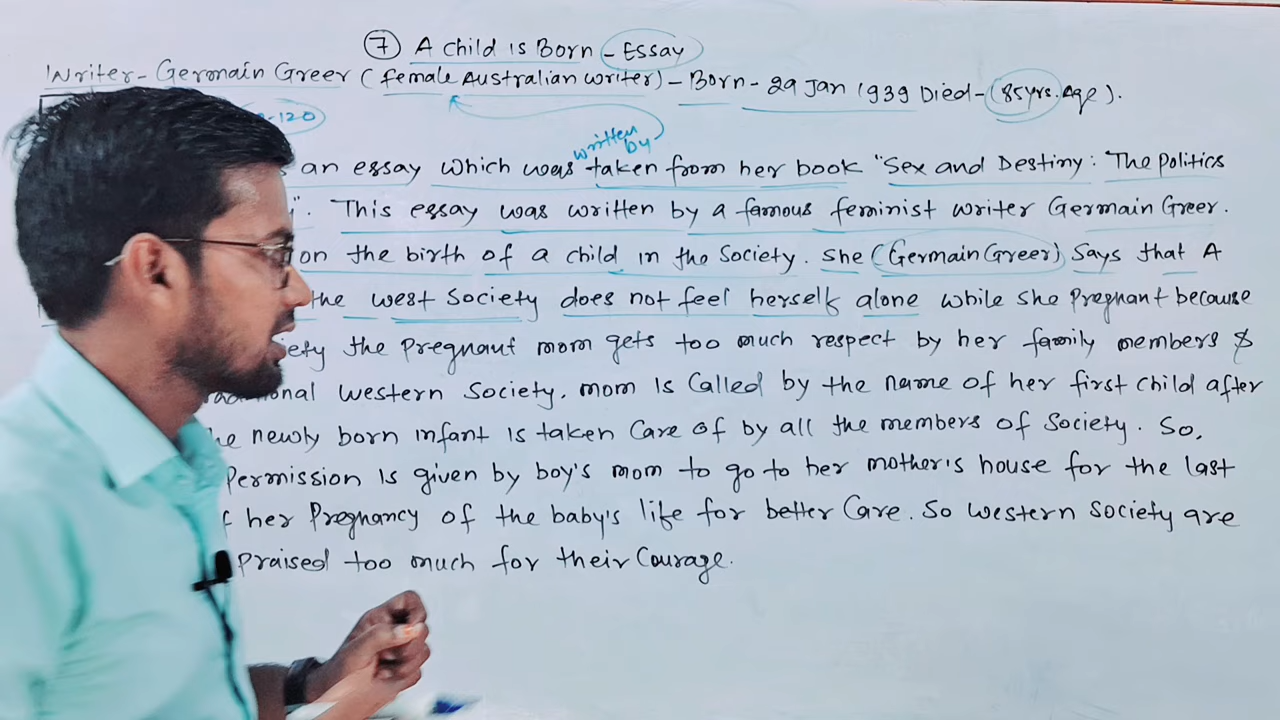 ⑦ A Child is Born - Essay
Writer - Germain Greer (female Australian writer) - Born - 29 Jan 1939 Died - (85yrs. Age).
-120
written by
an essay which was taken from her book "Sex and Destiny: The Politics
". This essay was written by a famous feminist writer Germain Greer.
on the birth of a child in the Society. She (Germain Greer) Says that A
the west Society does not feel herself alone while she Pregnant because
the Pregnant mom gets too much respect by her family members &
Western Society, mom is Called by the name of her first child after
newly born infant is taken Care of by all the members of Society. So,
Permission is given by boy's mom to go to her mother's house for the last
her Pregnancy of the baby's life for better Care. So Western Society are
Praised too much for their Courage.